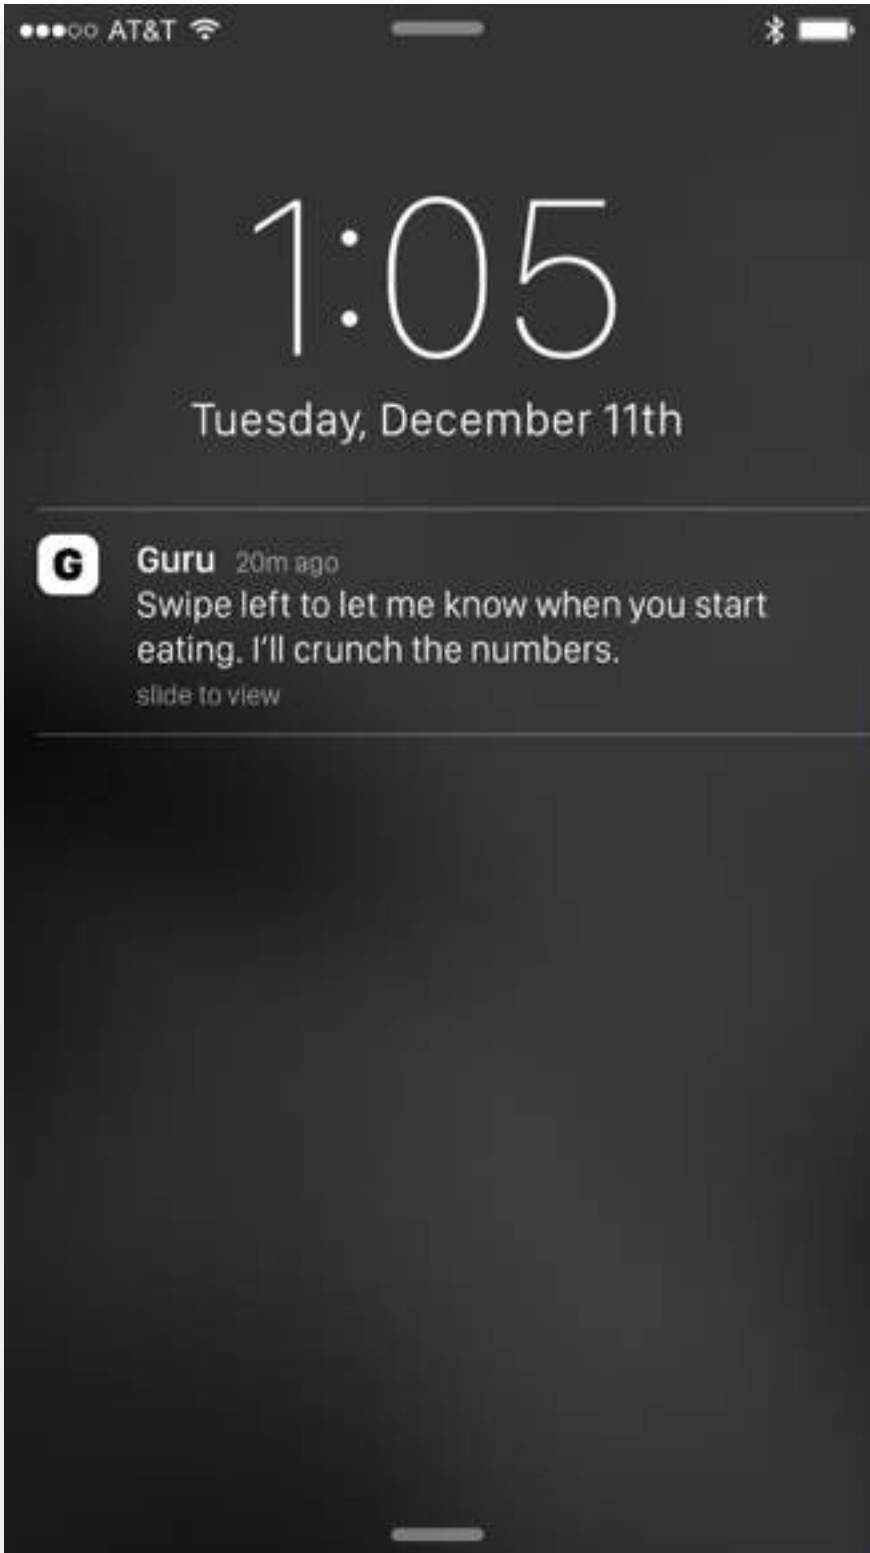 AT&T
1:05
Tuesday, December 11th
G
Guru 20m ago
Swipe left to let me know when you start
eating. I'll crunch the numbers.
slide to view